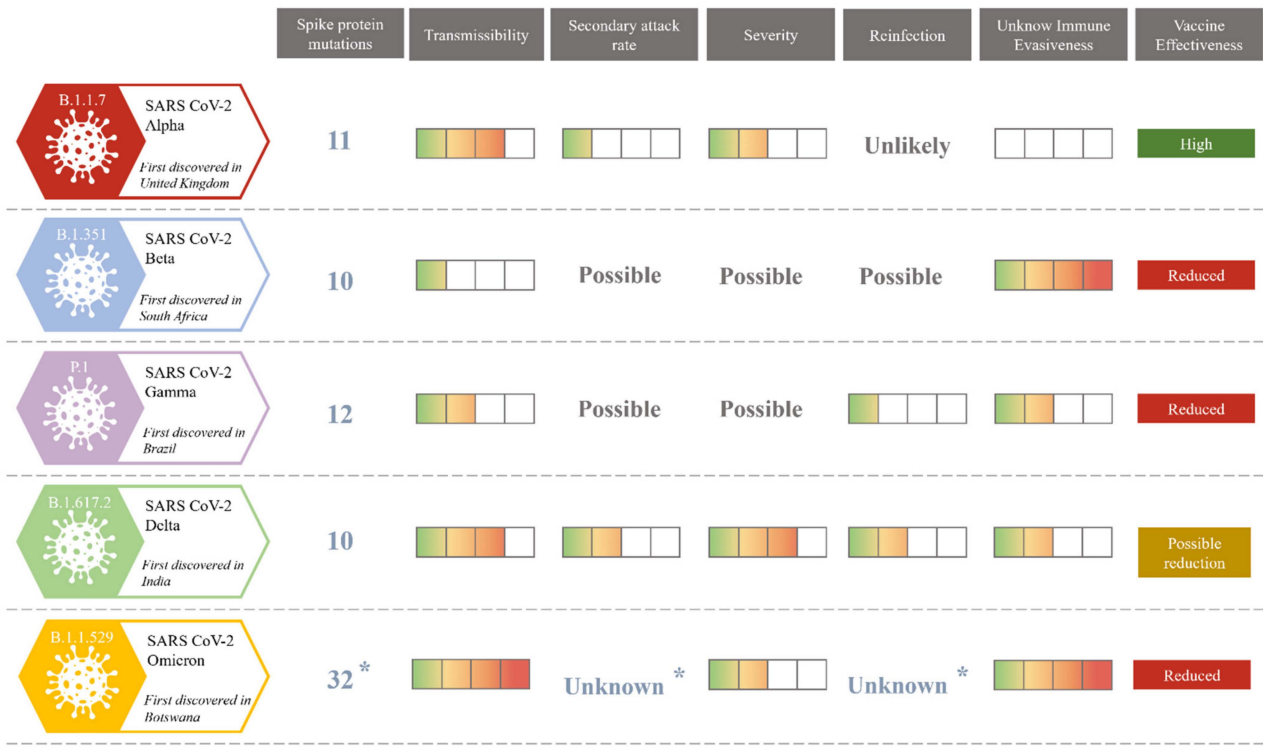 Spike protein
mutations
Transmissibility
Secondary attack
rate
Severity
Reinfection
Unknow Immune
Evasiveness
Vaccine
Effectiveness
B.1.1.7
SARS CoV-2
Alpha
First discovered in
United Kingdom
11
Unlikely
High
B.1.351
SARS CoV-2
Beta
First discovered in
South Africa
10
Possible
Possible
Possible
Reduced
P.1
SARS CoV-2
Gamma
First discovered in
Brazil
12
Possible
Possible
Reduced
B.1.617.2
SARS CoV-2
Delta
First discovered in
India
10
Possible
reduction
B.1.1.529
SARS CoV-2
Omicron
First discovered in
Botswana
32 *
Unknown *
Unknown *
Reduced